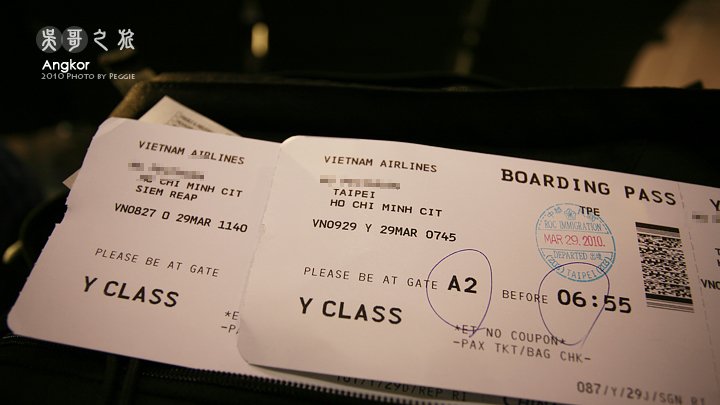 吳哥之旅
Angkor
2010 PHOTO BY PEGGIE
VIETNAM AIRLINES
HO CHI MINH CIT
SIEM REAP
VN0827 O 29MAR 1140
PLEASE BE AT GATE
Y CLASS
*ET
-PA
VIETNAM AIRLINES
TAIPEI
HO CHI MINH CIT
VN0929 Y 29MAR 0745
PLEASE BE AT GATE A2 BEFORE 06:55
Y CLASS
*ET NO COUPON*
-PAX TKT/BAG CHK-
BOARDING PASS
TPE
ROC IMMIGRATION
MAR 29. 2010
DEPARTED
TAIPEI
087/Y/29J/SGN